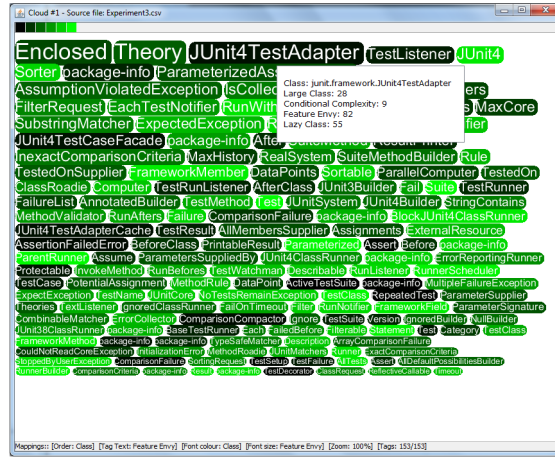 Cloud #1 - Source file: Experiment3.csv
Enclosed Theory JUnit4TestAdapter TestListener JUnit4
Sorter package-info ParameterizedAs
AssumptionViolatedException IsCollec ers
FilterRequest EachTestNotifier RunWith s MaxCore
SubstringMatcher ExpectedException R fier
JUnit4TestCaseFacade package-info After SuiteMethod ResultPrinter
InexactComparisonCriteria MaxHistory RealSystem SuiteMethodBuilder Rule
TestedOnSupplier FrameworkMember DataPoints Sortable ParallelComputer TestedOn
ClassRoadie Computer TestRunListener AfterClass JUnit3Builder Fail Suite TestRunner
FailureList AnnotatedBuilder TestMethod Test JUnitSystem JUnit4Builder StringContains
MethodValidator RunAfters Failure ComparisonFailure package-info BlockJUnit4ClassRunner
JUnit4TestAdapterCache TestResult AllMembersSupplier Assignments ExternalResource
AssertionFailedError BeforeClass PrintableResult Parameterized Assert Before package-info
ParentRunner Assume ParametersSuppliedBy JUnit4ClassRunner package-info ErrorReportingRunner
Protectable InvokeMethod RunBefores TestWatchman Describable RunListener RunnerScheduler
TestCase PotentialAssignment MethodRule DataPoint ActiveTestSuite package-info MultipleFailureException
ExpectException TestName JUnitCore NoTestsRemainException TestClass RepeatedTest ParameterSupplier
Theories TextListener IgnoredClassRunner FailOnTimeout Filter RunNotifier FrameworkField ParameterSignature
CombinableMatcher ErrorCollector ComparisonCompactor Ignore TestSuite Version IgnoredBuilder NullBuilder
JUnit38ClassRunner package-info BaseTestRunner Each FailedBefore Filterable Statement Test Category TestClass
FrameworkMethod package-info package-info TypeSafeMatcher Description ArrayComparisonFailure
CouldNotReadCoreException InitializationError MethodRoadie JUnitMatchers Runner ExactComparisonCriteria
StoppedByUserException ComparisonFailure SortingRequest TestSetup TestFailure AllTests Assert AllDefaultPossibilitiesBuilder
RunnerBuilder ComparisonCriteria package-info Result package-info TestDecorator ClassRequest ReflectiveCallable Timeout
Class: junit.framework.JUnit4TestAdapter
Large Class: 28
Conditional Complexity: 9
Feature Envy: 82
Lazy Class: 55
Mappings:: [Order: Class] [Tag Text: Feature Envy] [Font colour: Class] [Font size: Feature Envy] [Zoom: 100%] [Tags: 153/153]